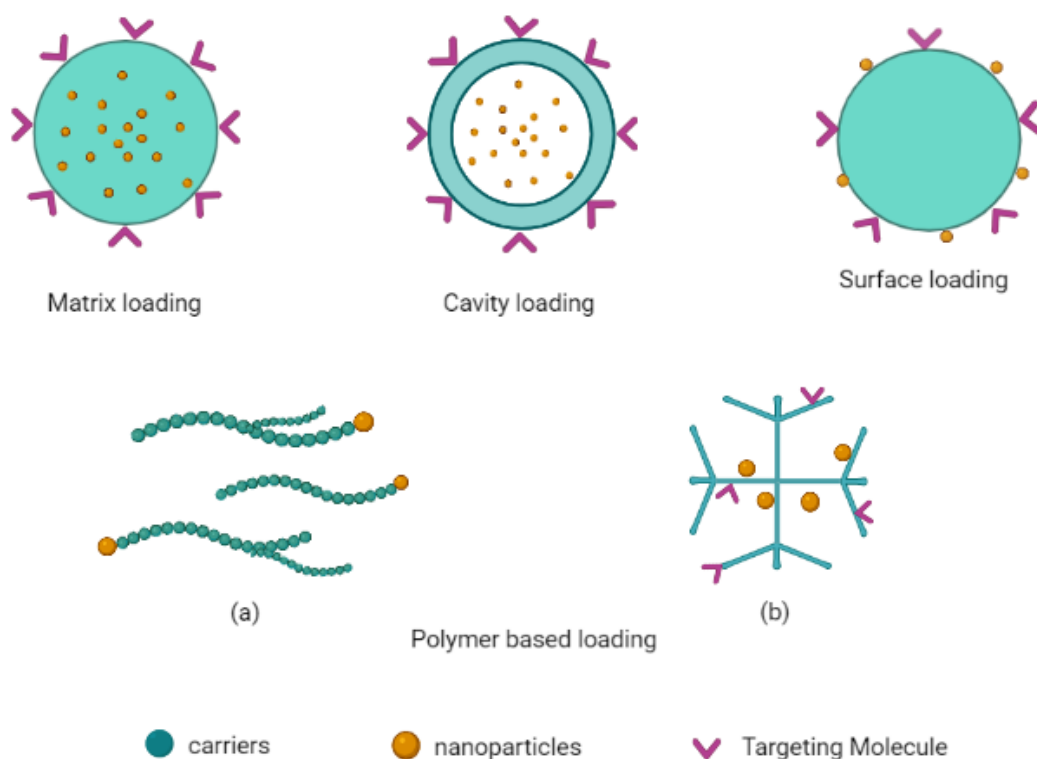 Matrix loading
Cavity loading
Surface loading
(a)
(b)
Polymer based loading
carriers
nanoparticles
Targeting Molecule